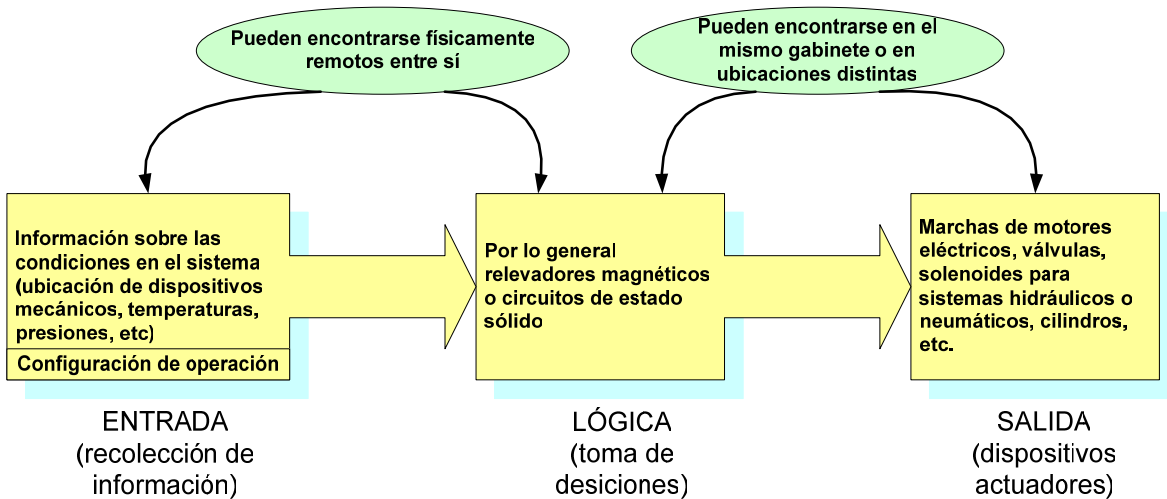 Pueden encontrarse físicamente
remotos entre sí
Pueden encontrarse en el
mismo gabinete o en
ubicaciones distintas
Información sobre las
condiciones en el sistema
(ubicación de dispositivos
mecánicos, temperaturas,
presiones, etc)
Configuración de operación
Por lo general
relevadores magnéticos
o circuitos de estado
sólido
Marchas de motores
eléctricos, válvulas,
solenoides para
sistemas hidráulicos o
neumáticos, cilindros,
etc.
ENTRADA
(recolección de
información)
LÓGICA
(toma de
desiciones)
SALIDA
(dispositivos
actuadores)